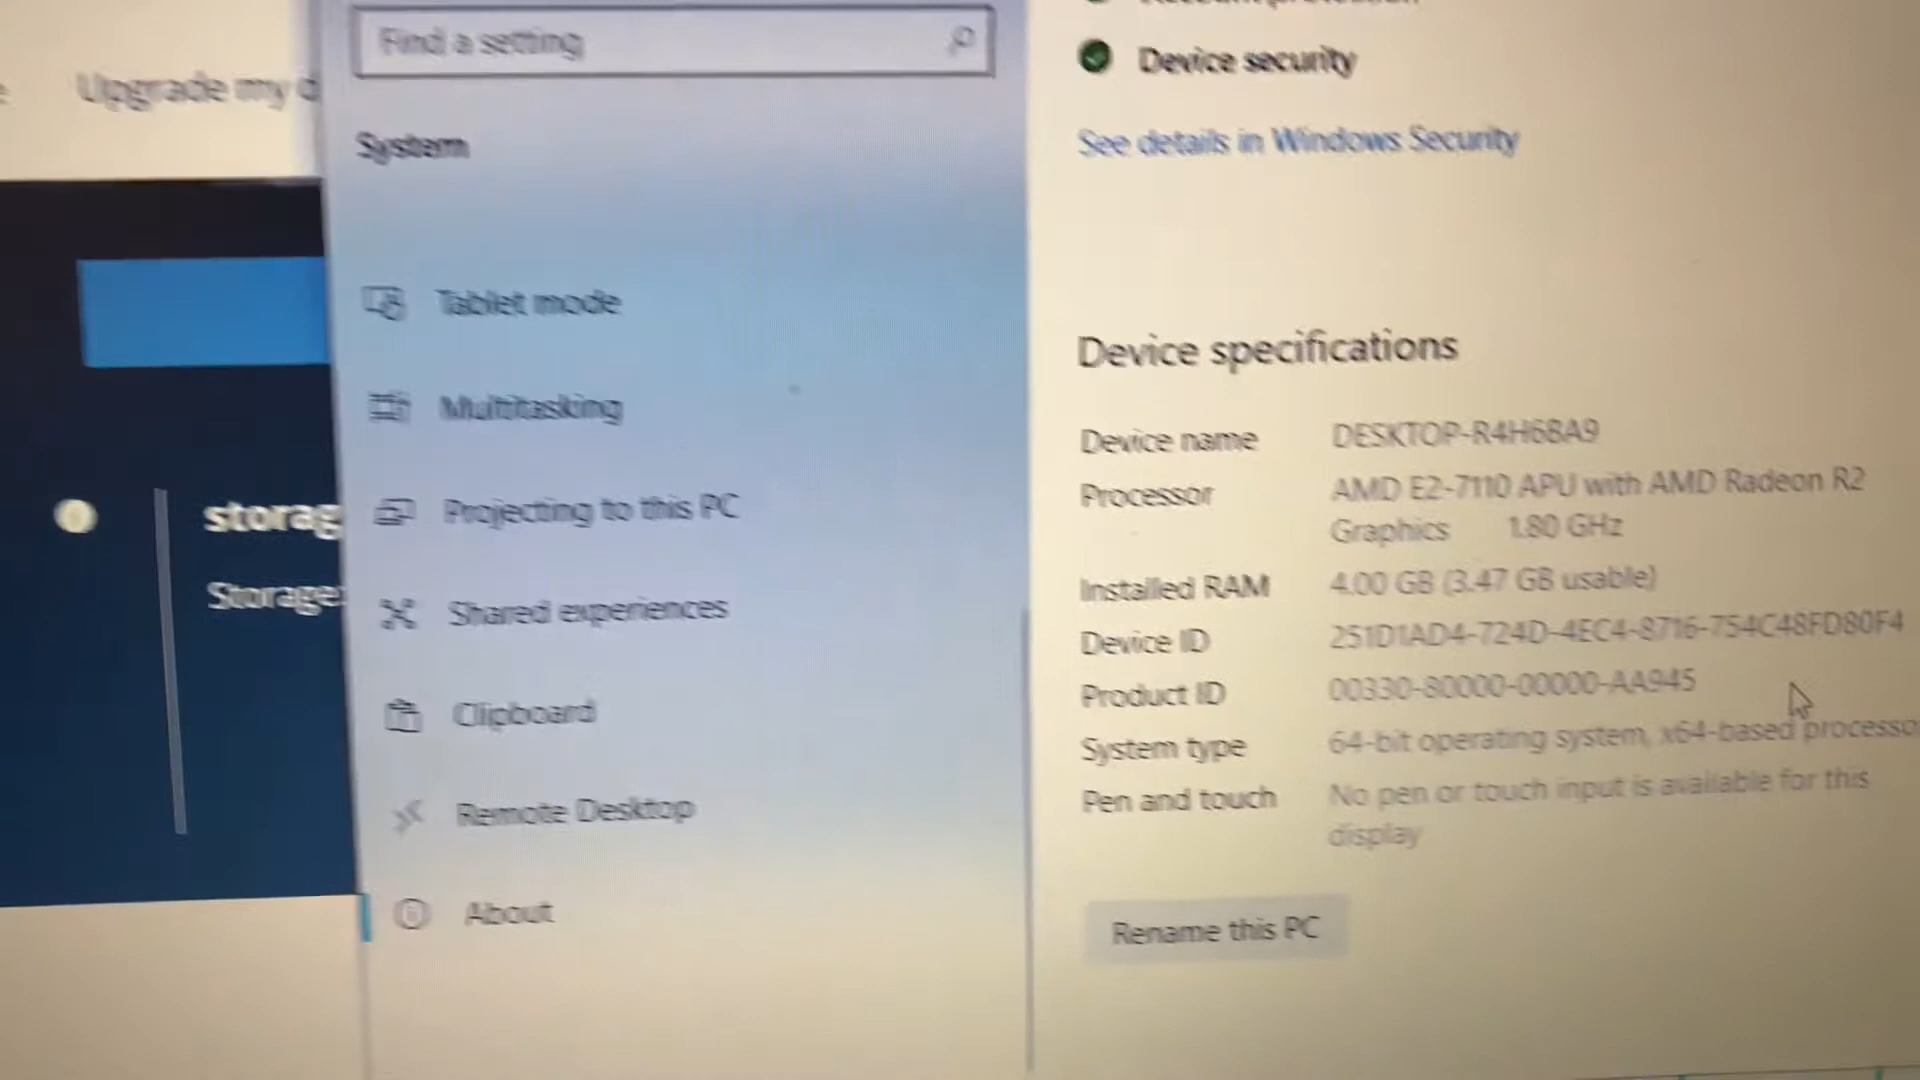 Find a setting
Upgrade my
System
Tablet mode
Multitasking
Projecting to this PC
Shared experiences
Clipboard
Remote Desktop
About
storag
Storage
Device security
See details in Windows Security
Device specifications
Device name DESKTOP-R4H6BA9
Processor AMD E2-7110 APU with AMD Radeon R2
Graphics 1.80 GHz
Installed RAM 4.00 GB (3.47 GB usable)
Device ID 251D1AD4-724D-4EC4-8716-754C48FD80F4
Product ID 00330-80000-00000-AA945
System type 64-bit operating system, x64-based processo
Pen and touch No pen or touch input is available for this
display
Rename this PC